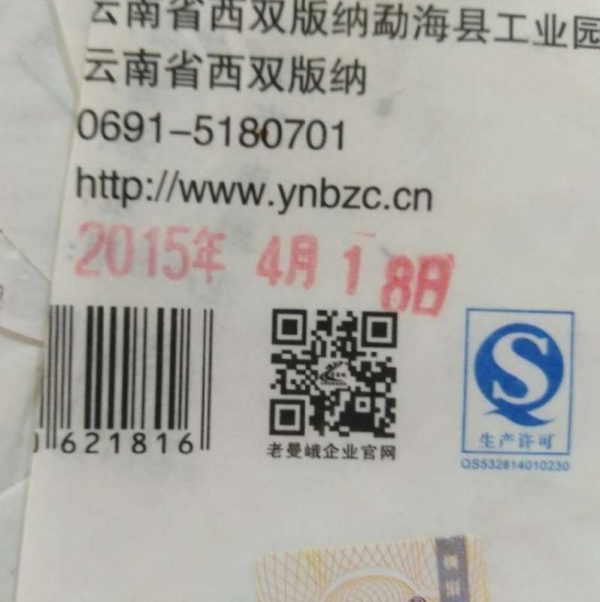 云南省西双版纳勐海县工业园
云南省西双版纳
0691-5180701
http://www.ynbzc.cn
2015年 4月 18日
621816
老曼峨企业官网
生产许可
QS532814010230